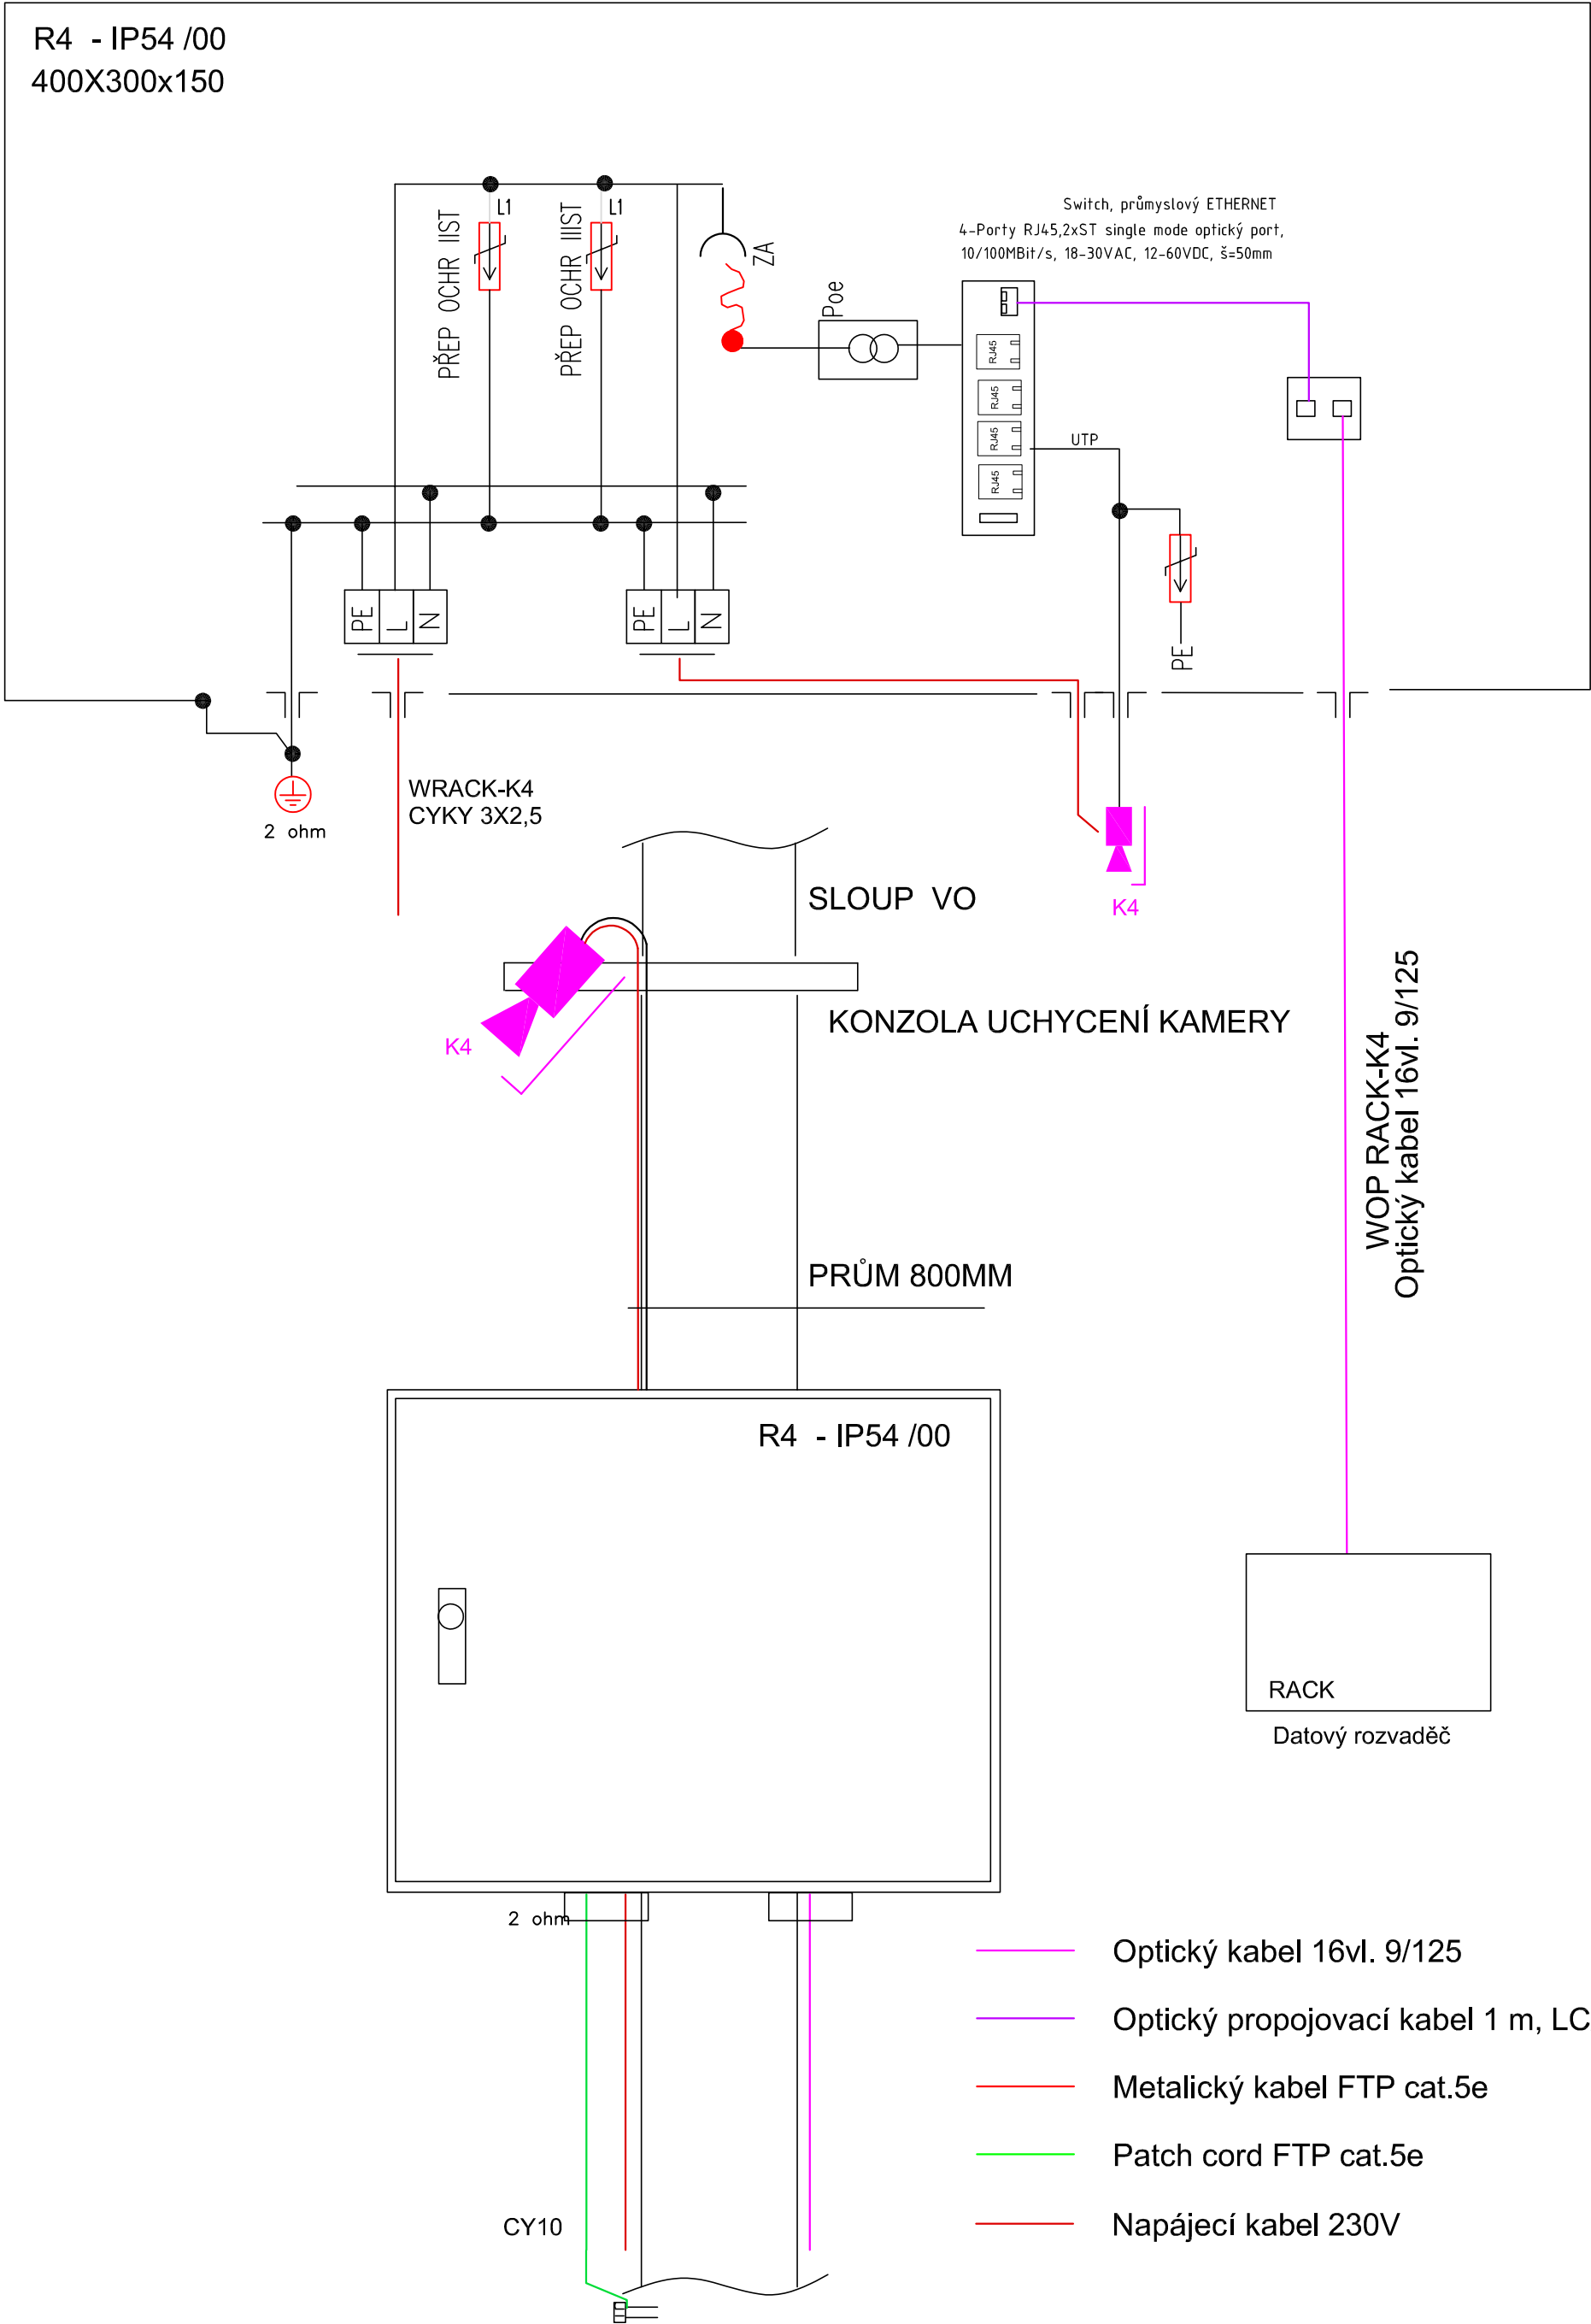 R4 - IP54 /00
400X300x150
PŘEP OCHR IIST
L1
PŘEP OCHR IIIST
L1
ZA
Poe
Switch, průmyslový ETHERNET
4-Porty RJ45,2xST single mode optický port,
10/100MBit/s, 18-30VAC, 12-60VDC, š=50mm
RJ45
RJ45
RJ45
RJ45
UTP
PE
L
N
PE
L
N
PE
2 ohm
WRACK-K4
CYKY 3X2,5
SLOUP VO
K4
K4
KONZOLA UCHYCENÍ KAMERY
WOP RACK-K4
Optický kabel 16vl. 9/125
PRŮM 800MM
R4 - IP54 /00
RACK
Datový rozvaděč
2 ohm
Optický kabel 16vl. 9/125
Optický propojovací kabel 1 m, LC
Metalický kabel FTP cat.5e
Patch cord FTP cat.5e
CY10
Napájecí kabel 230V